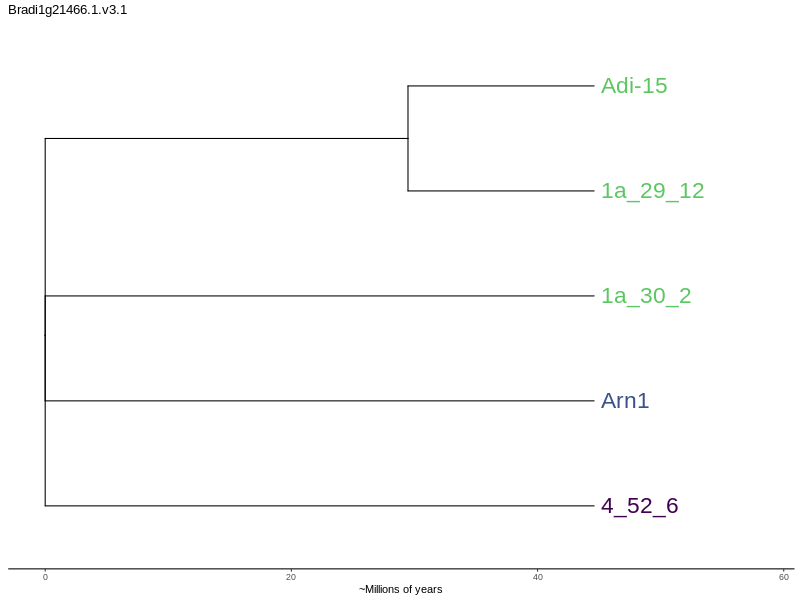 Bradi1g21466.1.v3.1
Adi-15
1a_29_12
1a_30_2
Arn1
4_52_6
0 20 40 60
~Millions of years